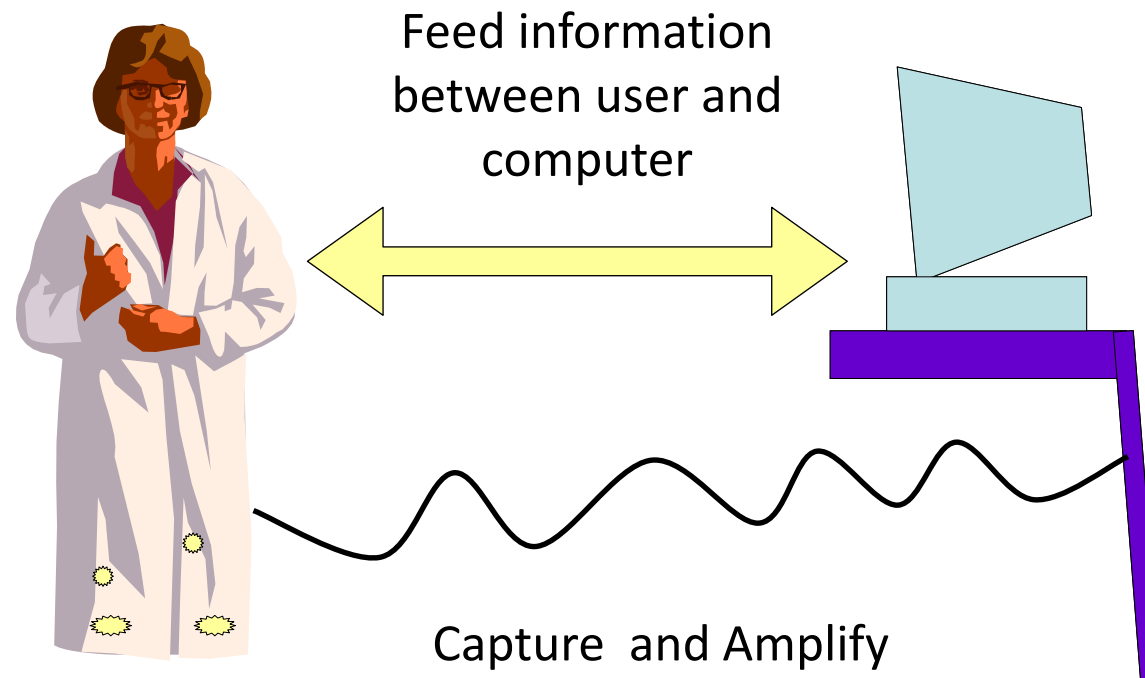 Feed information
between user and
computer
Capture  and Amplify